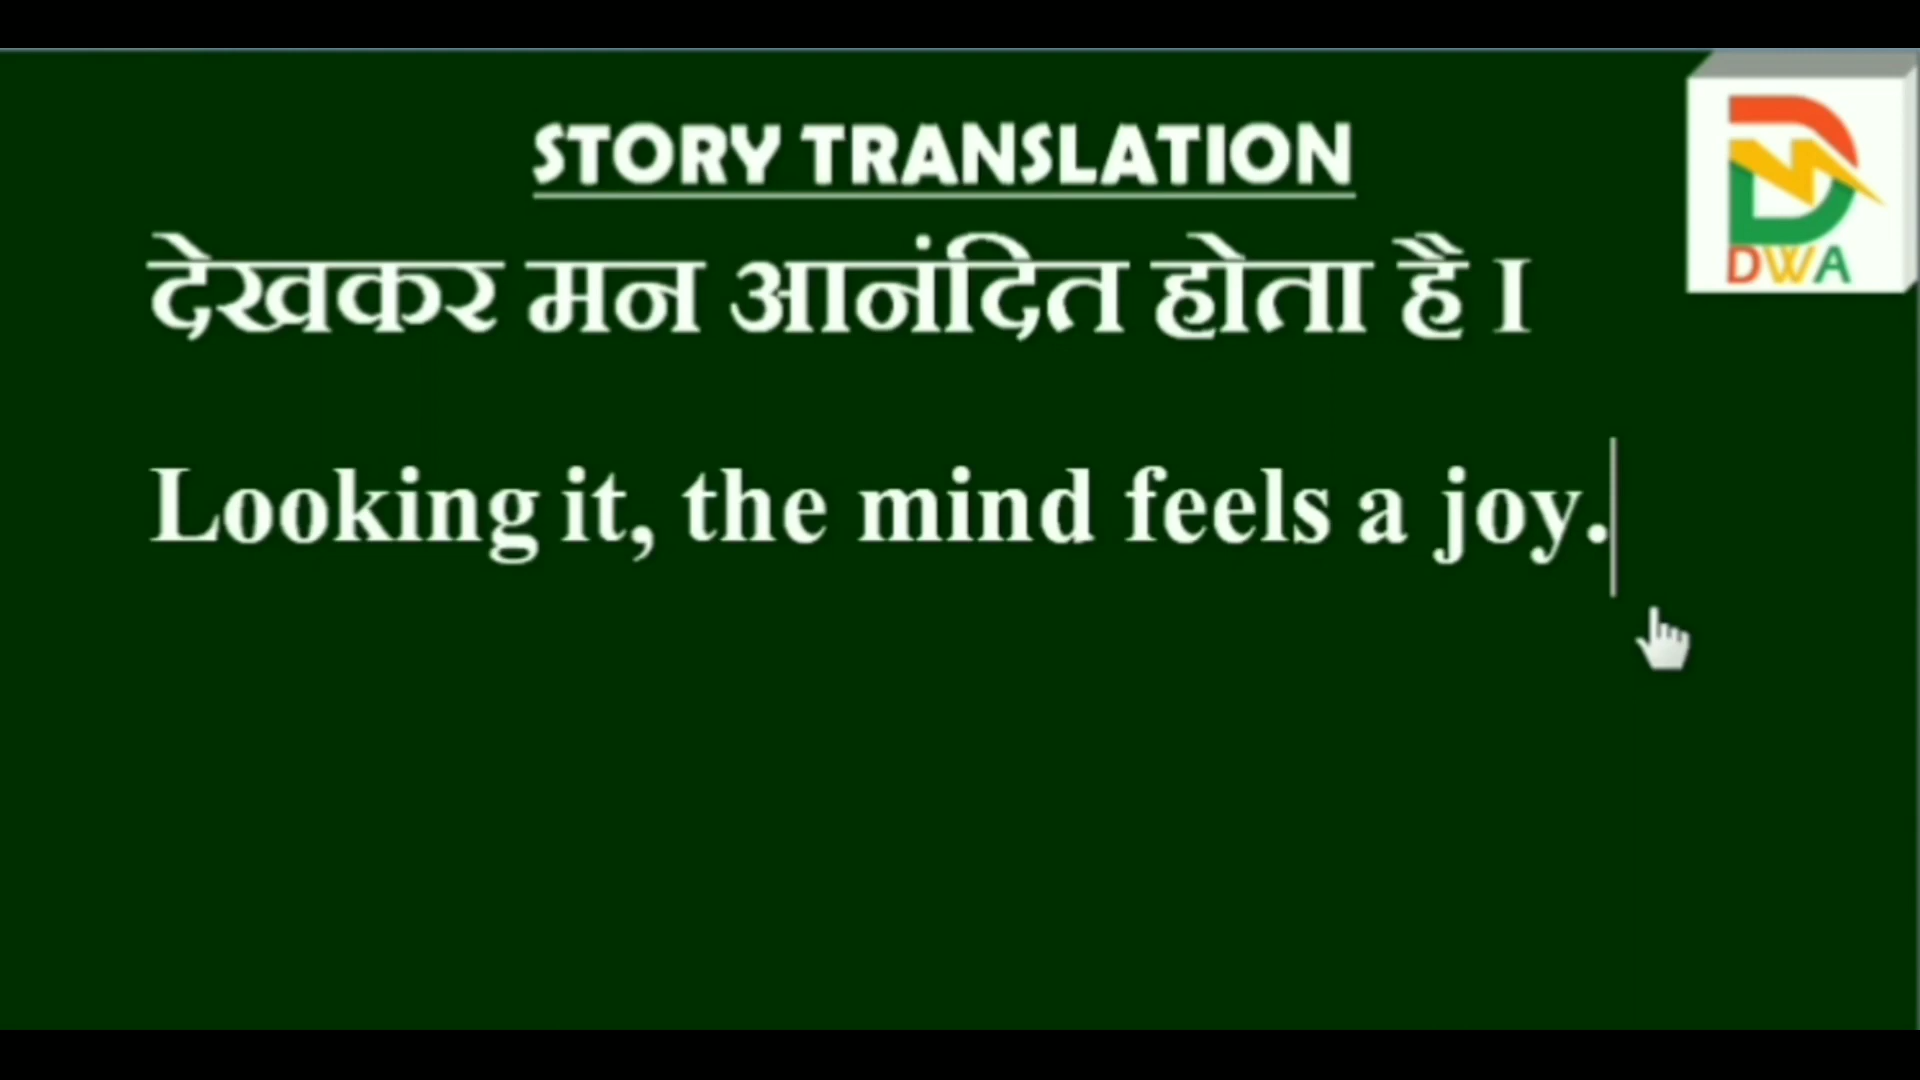 STORY TRANSLATION
देखकर मन आनंदित होता है I
Looking it, the mind feels a joy.
DWA